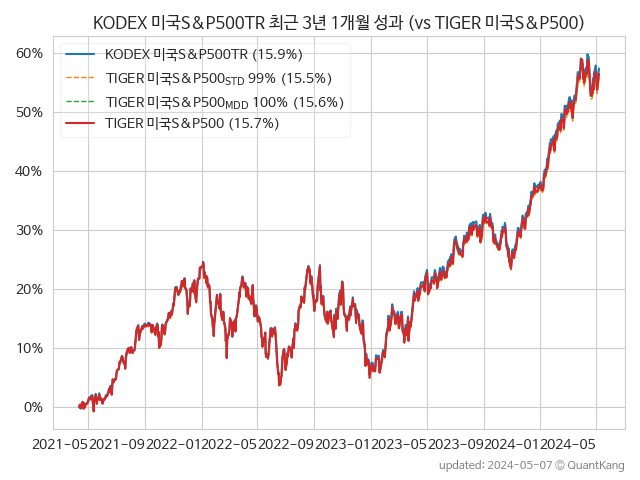 KODEX 미국S&P500TR 최근 3년 1개월 성과 (vs TIGER 미국S&P500)
KODEX 미국S&P500TR (15.9%)
TIGER 미국S&P500STD 99% (15.5%)
TIGER 미국S&P500MDD 100% (15.6%)
TIGER 미국S&P500 (15.7%)
60%
50%
40%
30%
20%
10%
0%
2021-05 2021-09 2022-01 2022-05 2022-09 2023-01 2023-05 2023-09 2024-01 2024-05
updated: 2024-05-07 © QuantKang